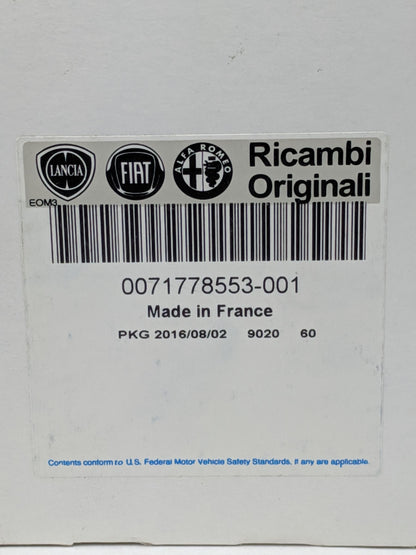 LANCIA
FIAT
ALFA ROMEO
Ricambi
Originali
EOM3
0071778553-001
Made in France
PKG 2016/08/02 9020 60
Contents conform to U.S. Federal Motor Vehicle Safety Standards, if any are applicable.